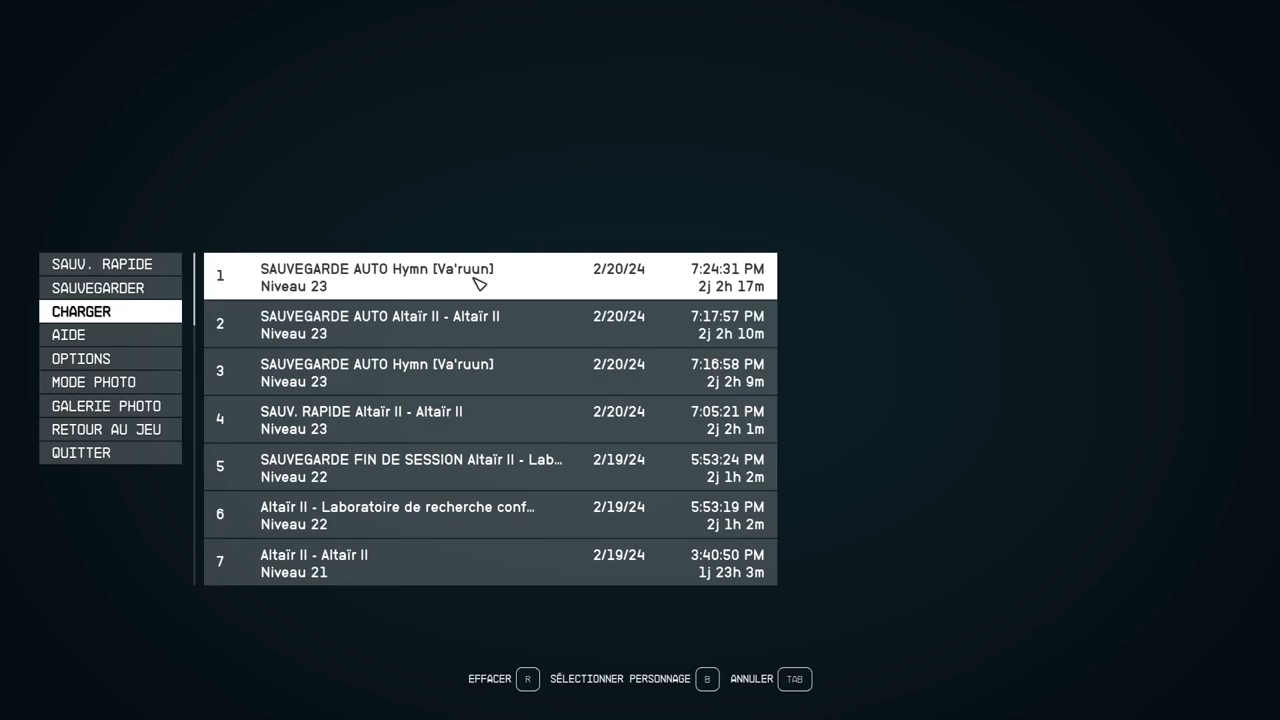 SAUV. RAPIDE
SAUVEGARDER
CHARGER
AIDE
OPTIONS
MODE PHOTO
GALERIE PHOTO
RETOUR AU JEU
QUITTER
1 SAUVEGARDE AUTO Hymn [Va'ruun] 2/20/24 7:24:31 PM
Niveau 23 2j 2h 17m
2 SAUVEGARDE AUTO Altaïr II - Altaïr II 2/20/24 7:17:57 PM
Niveau 23 2j 2h 10m
3 SAUVEGARDE AUTO Hymn [Va'ruun] 2/20/24 7:16:58 PM
Niveau 23 2j 2h 9m
4 SAUV. RAPIDE Altaïr II - Altaïr II 2/20/24 7:05:21 PM
Niveau 23 2j 2h 1m
5 SAUVEGARDE FIN DE SESSION Altaïr II - Lab... 2/19/24 5:53:24 PM
Niveau 22 2j 1h 2m
6 Altaïr II - Laboratoire de recherche conf... 2/19/24 5:53:19 PM
Niveau 22 2j 1h 2m
7 Altaïr II - Altaïr II 2/19/24 3:40:50 PM
Niveau 21 1j 23h 3m
EFFACER R SÉLECTIONNER PERSONNAGE B ANNULER TAB